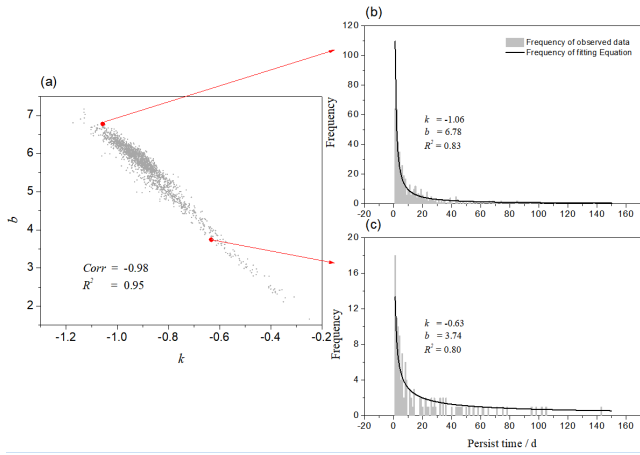 (a)
7
6
5
4
3
2
b
Corr = -0.98
R² = 0.95
-1.2 -1.0 -0.8 -0.6 -0.4 -0.2
k
(b)
120
100
80
60
40
20
0
Frequency
Frequency of observed data
Frequency of fitting Equation
k = -1.06
b = 6.78
R² = 0.83
-20 0 20 40 60 80 100 120 140 160
(c)
20
16
12
8
4
0
Frequency
k = -0.63
b = 3.74
R² = 0.80
-20 0 20 40 60 80 100 120 140 160
Persist time / d